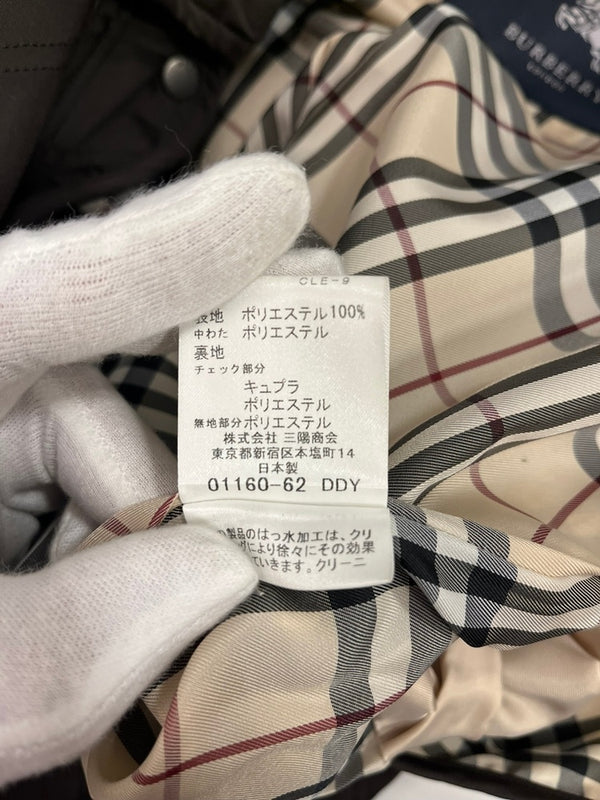 BURBERRY
London
CLE-9
表地 ポリエステル100%
中わた ポリエステル
裏地
チェック部分
キュプラ
ポリエステル
無地部分ポリエステル
株式会社 三陽商会
東京都新宿区本塩町14
日本製
01160-62 DDY
製品のはっ水加工は、クリ
グにより徐々にその効果
ていきます。クリーニ